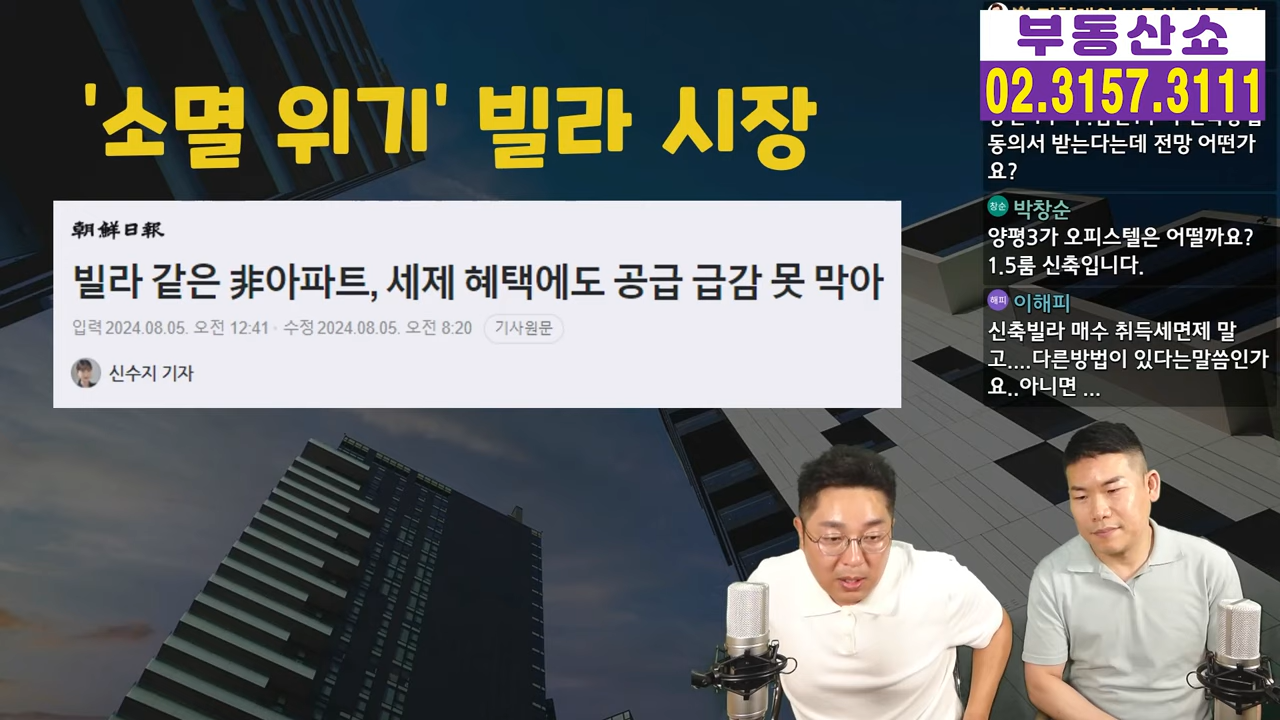 '소멸 위기' 빌라 시장
朝鮮日報
빌라 같은 非아파트, 세제 혜택에도 공급 급감 못 막아
입력 2024.08.05. 오전 12:41 · 수정 2024.08.05. 오전 8:20 기사원문
신수지 기자
부동산쇼
02.3157.3111
동의서 받는다는데 전망 어떤가
요?
창순 박창순
양평3가 오피스텔은 어떨까요?
1.5룸 신축입니다.
해피 이해피
신축빌라 매수 취득세면제 말
고....다른방법이 있다는말씀인가
요..아니면 ...